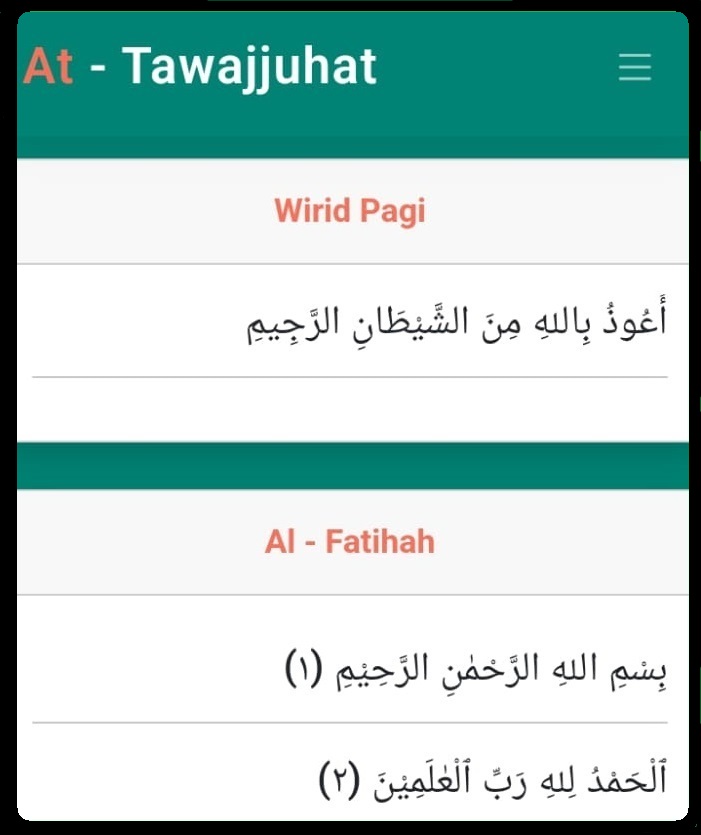 At - Tawajjuhat
Wirid Pagi
أَعُوذُ بِاللهِ مِنَ الشَّيْطَانِ الرَّجِيمِ
Al - Fatihah
بِسْمِ اللهِ الرَّحْمٰنِ الرَّحِيْمِ (١)
اَلْحَمْدُ لِلهِ رَبِّ الْعٰلَمِيْنَ (٢)